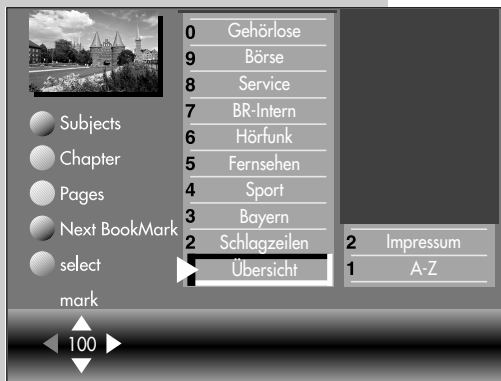 Subjects
Chapter
Pages
Next BookMark
select
mark
100
0 Gehörlose
9 Börse
8 Service
7 BR-Intern
6 Hörfunk
5 Fernsehen
4 Sport
3 Bayern
2 Schlagzeilen
Übersicht
2 Impressum
1 A-Z